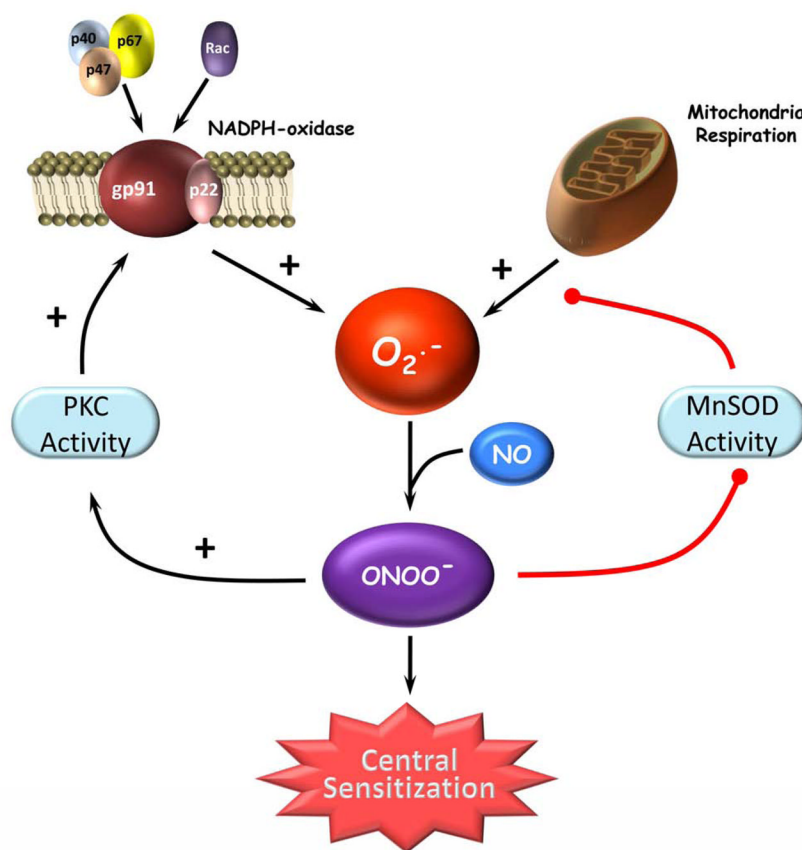 p40
p67
p47
Rac
NADPH-oxidase
gp91
p22
Mitochondria
Respiration
+
+
+
O₂·⁻
PKC
Activity
MnSOD
Activity
NO
+
ONOO⁻
Central
Sensitization